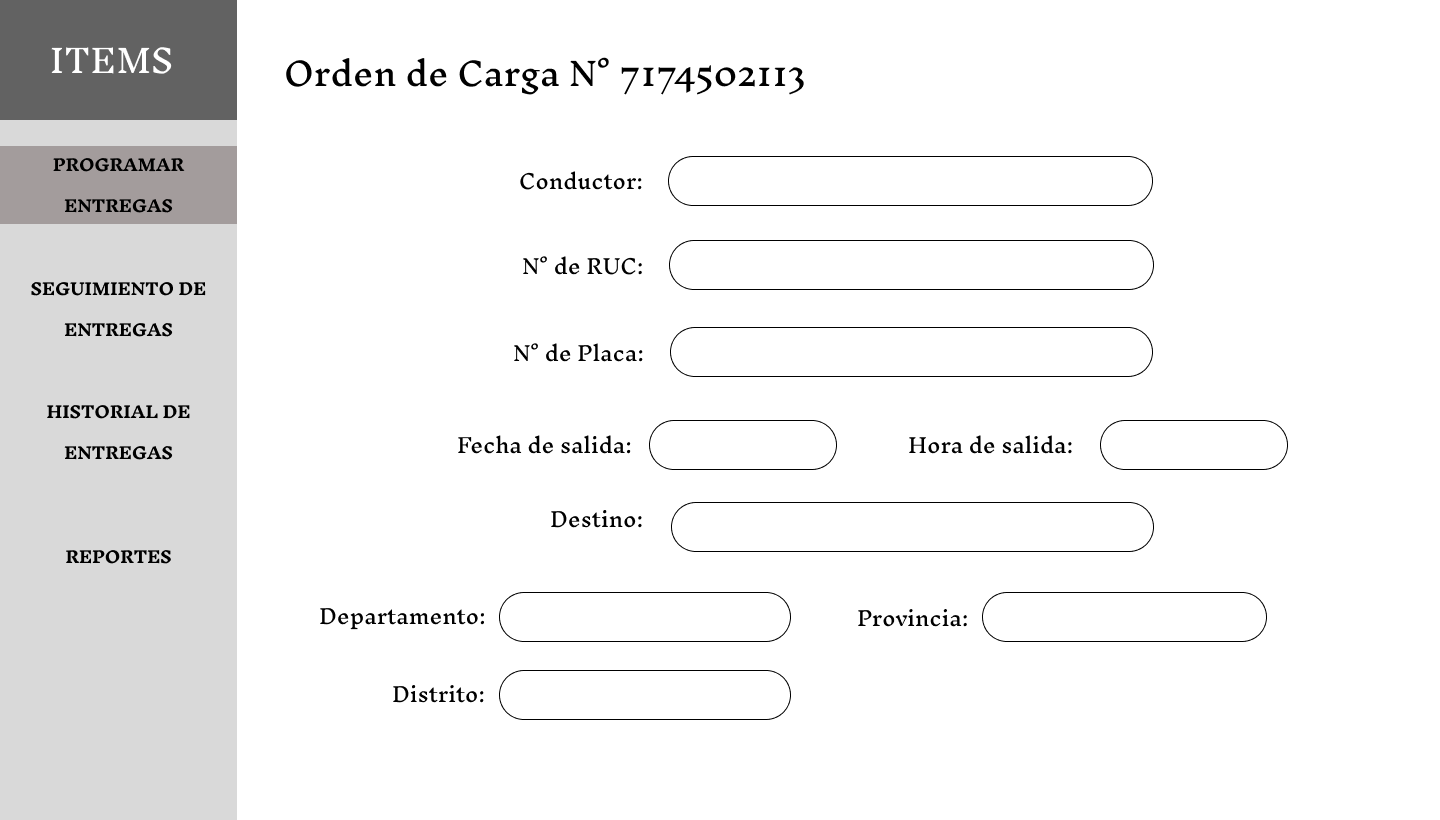 ITEMS
PROGRAMAR
ENTREGAS
SEGUIMIENTO DE
ENTREGAS
HISTORIAL DE
ENTREGAS
REPORTES
Orden de Carga N° 7174502113
Conductor:
N° de RUC:
N° de Placa:
Fecha de salida: Hora de salida:
Destino:
Departamento: Provincia:
Distrito: